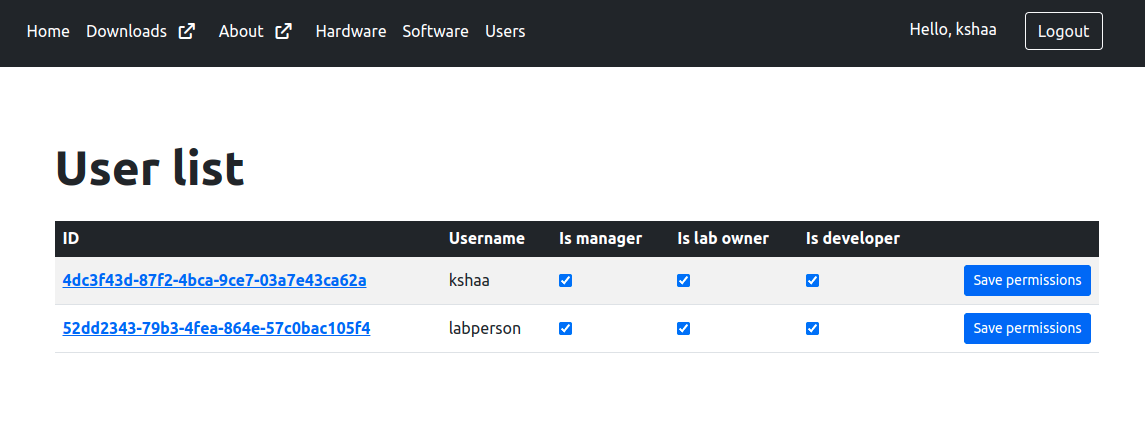 Home Downloads About Hardware Software Users Hello, kshaa Logout
User list
ID Username Is manager Is lab owner Is developer
4dc3f43d-87f2-4bca-9ce7-03a7e43ca62a kshaa Save permissions
52dd2343-79b3-4fea-864e-57c0bac105f4 labperson Save permissions